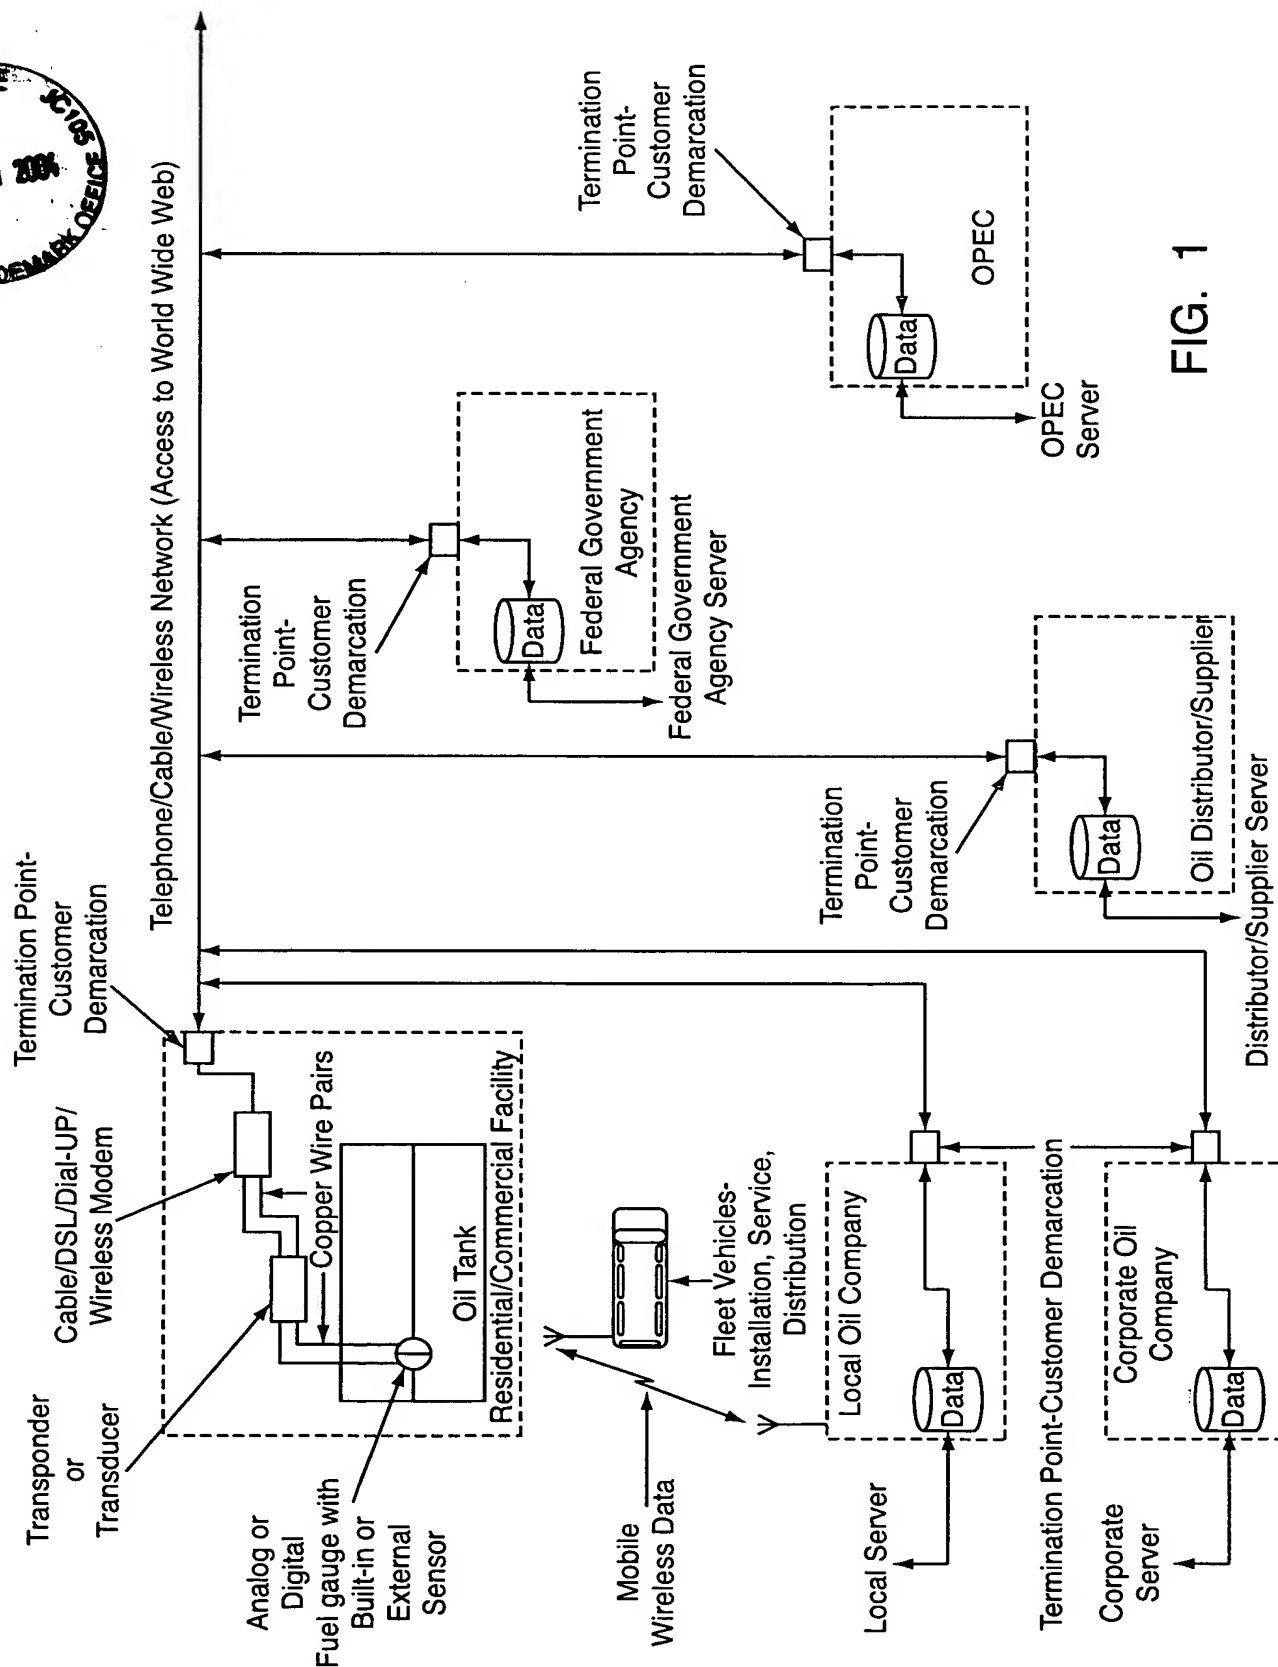 JC105
2004
DEMARK OFFICE
Telephone/Cable/Wireless Network (Access to World Wide Web)
Termination Point-
Customer
Demarcation
Cable/DSL/Dial-UP/
Wireless Modem
Transponder
or
Transducer
Copper Wire Pairs
Analog or
Digital
Fuel gauge with
Built-in or
External
Sensor
Oil Tank
Residential/Commercial Facility
Termination
Point-
Customer
Demarcation
Data
Federal Government
Agency
Federal Government
Agency Server
Termination
Point-
Customer
Demarcation
Data
OPEC
OPEC
Server
Mobile
Wireless Data
Fleet Vehicles-
Installation, Service,
Distribution
Local Oil Company
Data
Local Server
Termination Point-Customer Demarcation
Corporate Oil
Company
Data
Corporate
Server
Termination
Point-
Customer
Demarcation
Data
Oil Distributor/Supplier
Distributor/Supplier Server
FIG. 1